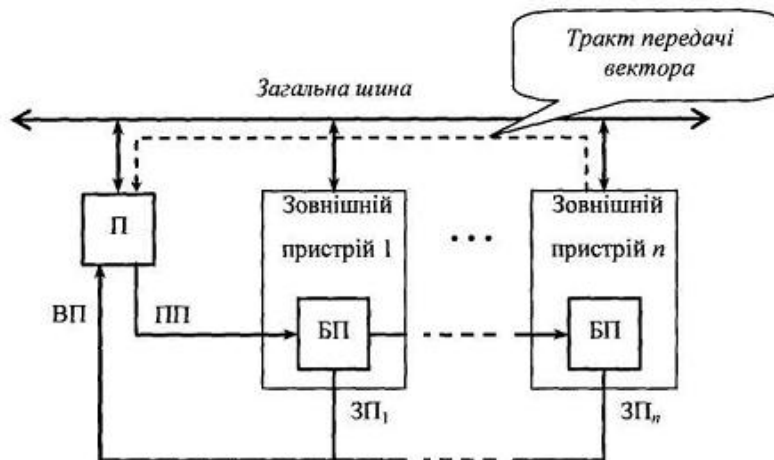 Тракт передачі
вектора
Загальна шина
П
Зовнішній
пристрій 1
...
Зовнішній
пристрій n
ВП
ПП
БП
БП
ЗП₁
ЗПₙ